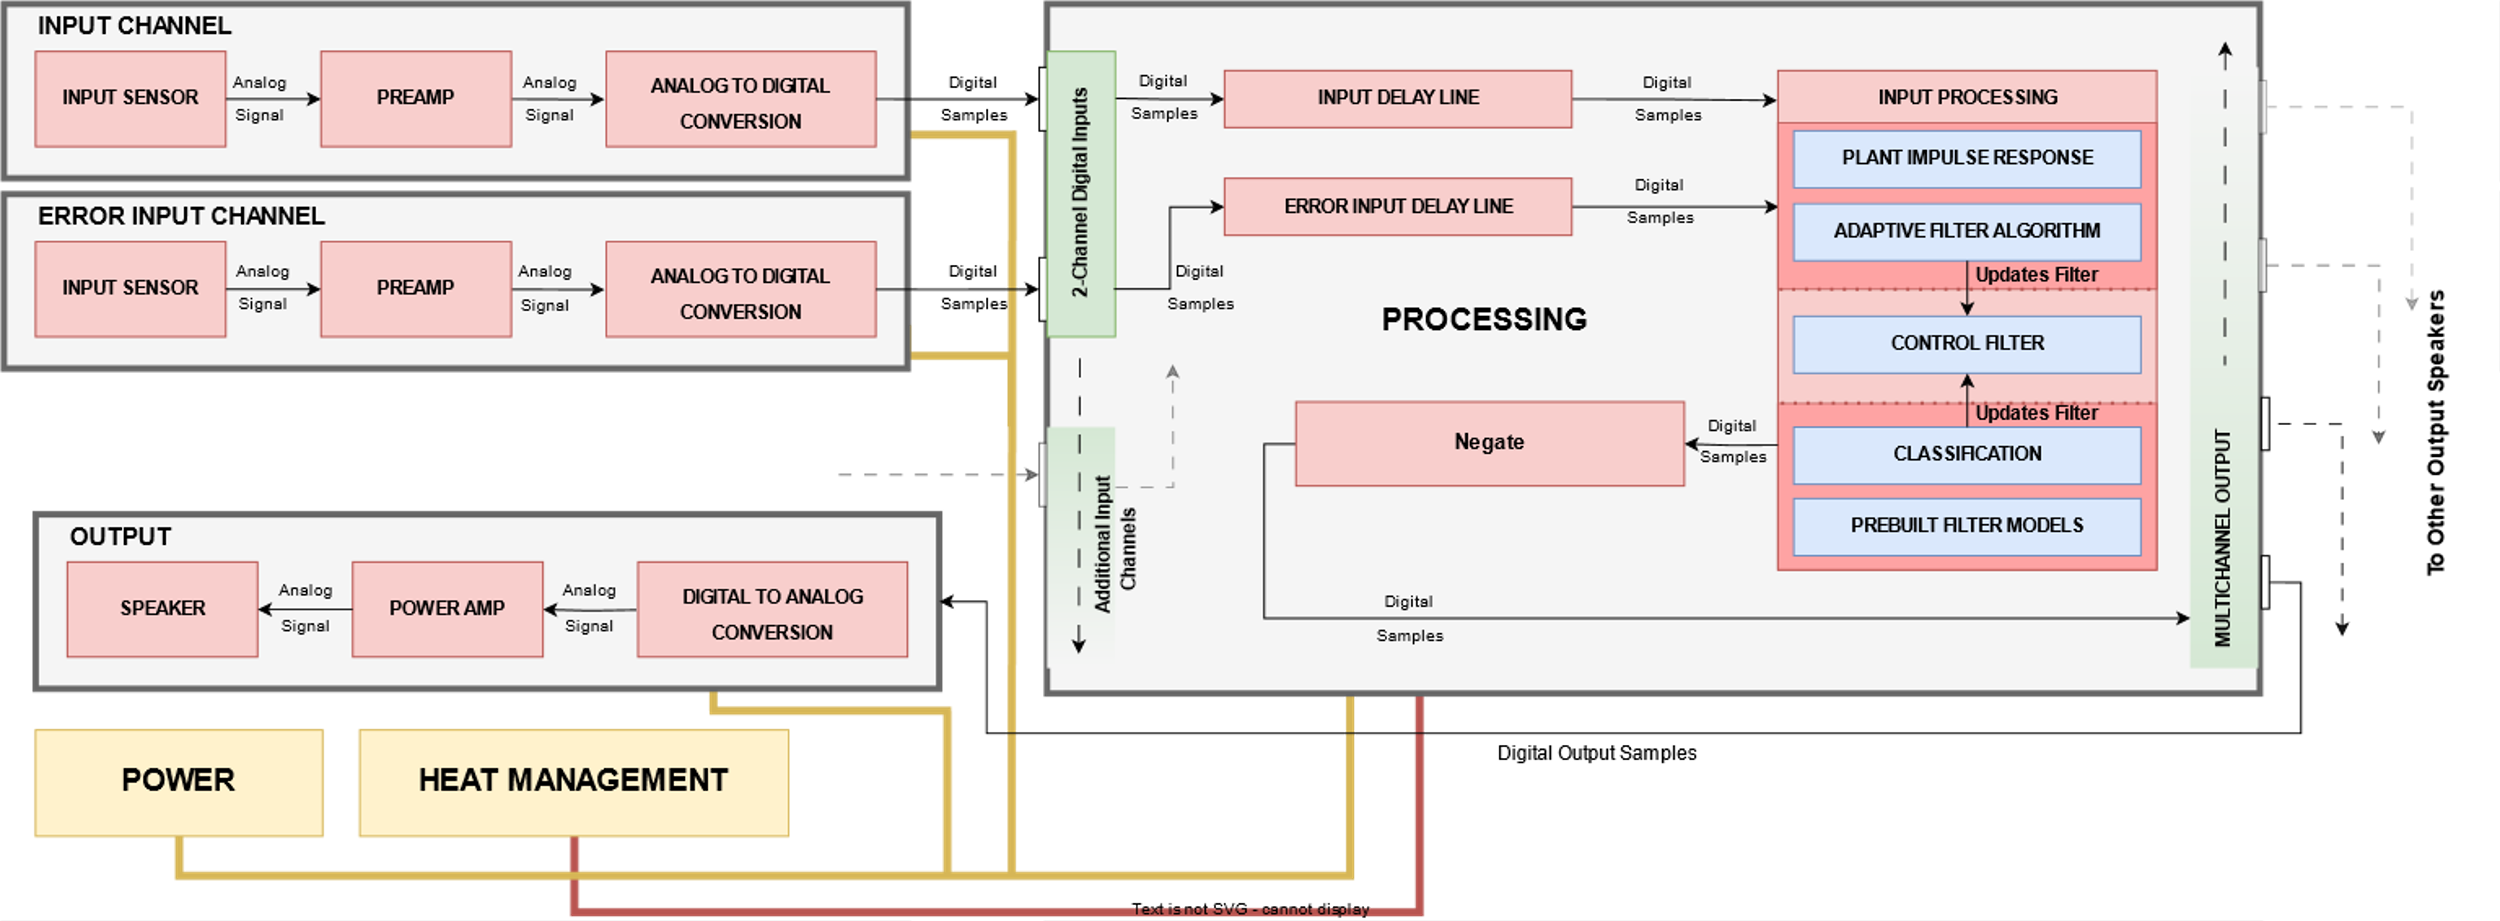 INPUT CHANNEL
INPUT SENSOR
Analog
Signal
PREAMP
Analog
Signal
ANALOG TO DIGITAL
CONVERSION
Digital
Samples
ERROR INPUT CHANNEL
INPUT SENSOR
Analog
Signal
PREAMP
Analog
Signal
ANALOG TO DIGITAL
CONVERSION
Digital
Samples
2-Channel Digital Inputs
Digital
Samples
INPUT DELAY LINE
Digital
Samples
Digital
Samples
ERROR INPUT DELAY LINE
Digital
Samples
PROCESSING
INPUT PROCESSING
PLANT IMPULSE RESPONSE
ADAPTIVE FILTER ALGORITHM
Updates Filter
CONTROL FILTER
Updates Filter
CLASSIFICATION
PREBUILT FILTER MODELS
Digital
Samples
Negate
Digital
Samples
Additional Input
Channels
MULTICHANNEL OUTPUT
To Other Output Speakers
OUTPUT
SPEAKER
Analog
Signal
POWER AMP
Analog
Signal
DIGITAL TO ANALOG
CONVERSION
Digital Output Samples
POWER
HEAT MANAGEMENT
Text is not SVG - cannot display